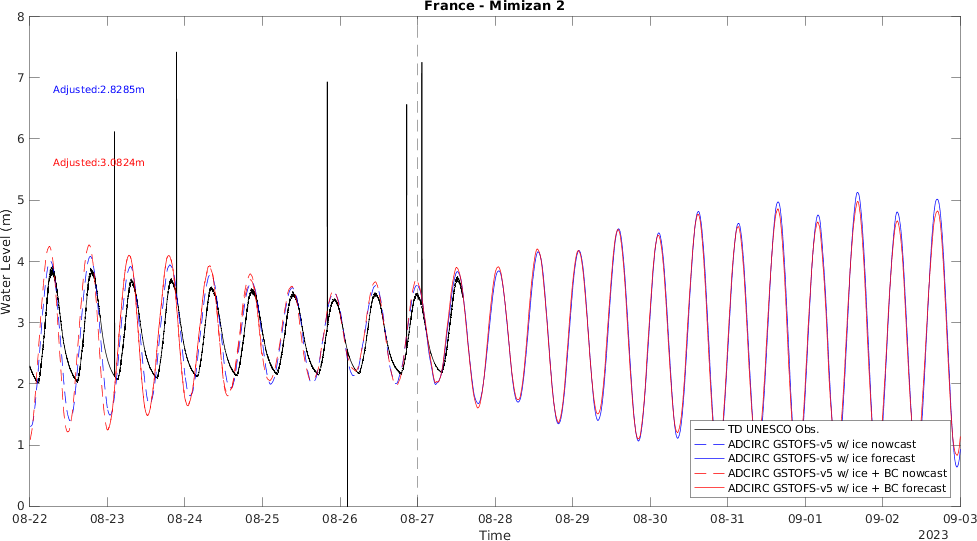 France - Mimizan 2
8
7
6
5
4
3
2
1
0
Water Level (m)
Adjusted:2.8285m
Adjusted:3.0824m
TD UNESCO Obs.
ADCIRC GSTOFS-v5 w/ ice nowcast
ADCIRC GSTOFS-v5 w/ ice forecast
ADCIRC GSTOFS-v5 w/ ice + BC nowcast
ADCIRC GSTOFS-v5 w/ ice + BC forecast
08-22 08-23 08-24 08-25 08-26 08-27 08-28 08-29 08-30 08-31 09-01 09-02 09-03
Time
2023